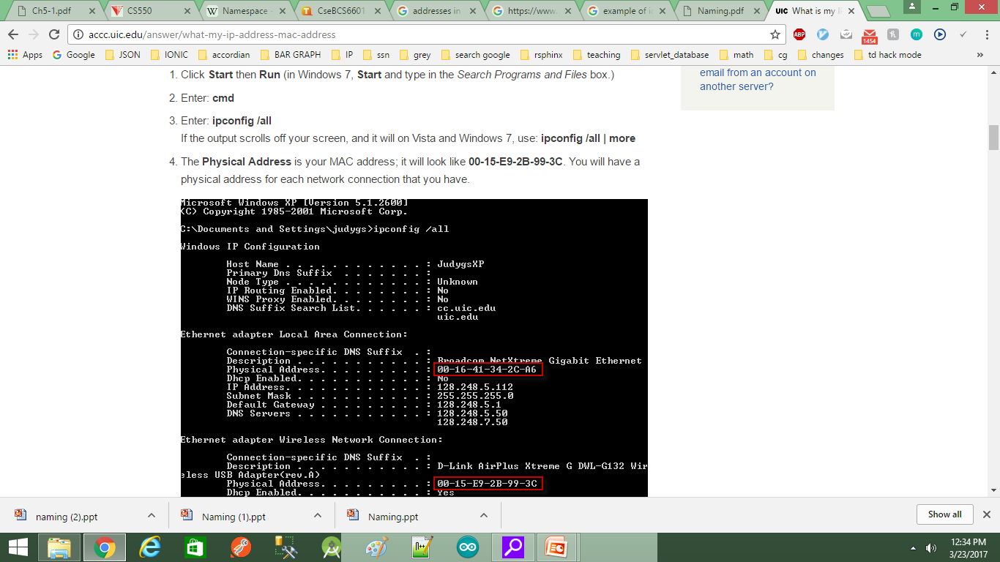 Ch5-1.pdf CS550 Namespace - CseBCS6601 addresses in https://www. example of i Naming.pdf UIC What is my I
accc.uic.edu/answer/what-my-ip-address-mac-address ABP 1454 m
Apps Google JSON IONIC accordian BAR GRAPH IP ssn grey search google rsphinx teaching servlet_database math cg changes td hack mode »
1. Click Start then Run (in Windows 7, Start and type in the Search Programs and Files box.)
2. Enter: cmd
3. Enter: ipconfig /all
If the output scrolls off your screen, and it will on Vista and Windows 7, use: ipconfig /all | more
4. The Physical Address is your MAC address; it will look like 00-15-E9-2B-99-3C. You will have a
physical address for each network connection that you have.
email from an account on
another server?
Microsoft Windows XP [Version 5.1.2600]
(C) Copyright 1985-2001 Microsoft Corp.
C:\Documents and Settings\judygs>ipconfig /all
Windows IP Configuration
Host Name . . . . . . . . . . . . : JudygsXP
Primary Dns Suffix . . . . . . . :
Node Type . . . . . . . . . . . . : Unknown
IP Routing Enabled. . . . . . . . : No
WINS Proxy Enabled. . . . . . . . : No
DNS Suffix Search List. . . . . . : cc.uic.edu
uic.edu
Ethernet adapter Local Area Connection:
Connection-specific DNS Suffix . :
Description . . . . . . . . . . . : Broadcom NetXtreme Gigabit Ethernet
Physical Address. . . . . . . . . : 00-16-41-34-2C-A6
Dhcp Enabled. . . . . . . . . . . : No
IP Address. . . . . . . . . . . . : 128.248.5.112
Subnet Mask . . . . . . . . . . . : 255.255.255.0
Default Gateway . . . . . . . . . : 128.248.5.1
DNS Servers . . . . . . . . . . . : 128.248.5.50
128.248.7.50
Ethernet adapter Wireless Network Connection:
Connection-specific DNS Suffix . :
Description . . . . . . . . . . . : D-Link AirPlus Xtreme G DWL-G132 Wir
eless USB Adapter(rev.A)
Physical Address. . . . . . . . . : 00-15-E9-2B-99-3C
Dhcp Enabled. . . . . . . . . . . : Yes
naming (2).ppt Naming (1).ppt Naming.ppt Show all
12:34 PM
3/23/2017